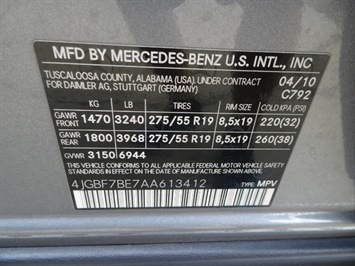 MFD BY MERCEDES-BENZ U.S. INTL., INC
TUSCALOOSA COUNTY, ALABAMA (USA). UNDER CONTRACT 04/10
FOR DAIMLER AG, STUTTGART (GERMANY) C792
KG LB TIRES RIM SIZE COLD KPA (PSI)
GAWR FRONT 1470 3240 275/55 R19 8,5x19 220(32)
GAWR REAR 1800 3968 275/55 R19 8,5x19 260(38)
GVWR 3150 6944
THIS VEHICLE CONFORMS TO ALL APPLICABLE U.S. FEDERAL
MOTOR VEHICLE SAFETY AND THEFT PREVENTION
STANDARDS IN EFFECT ON THE DATE OF MANUFACTURE SHOWN ABOVE.
4JGBF7BE7AA613412 TYPE: MPV